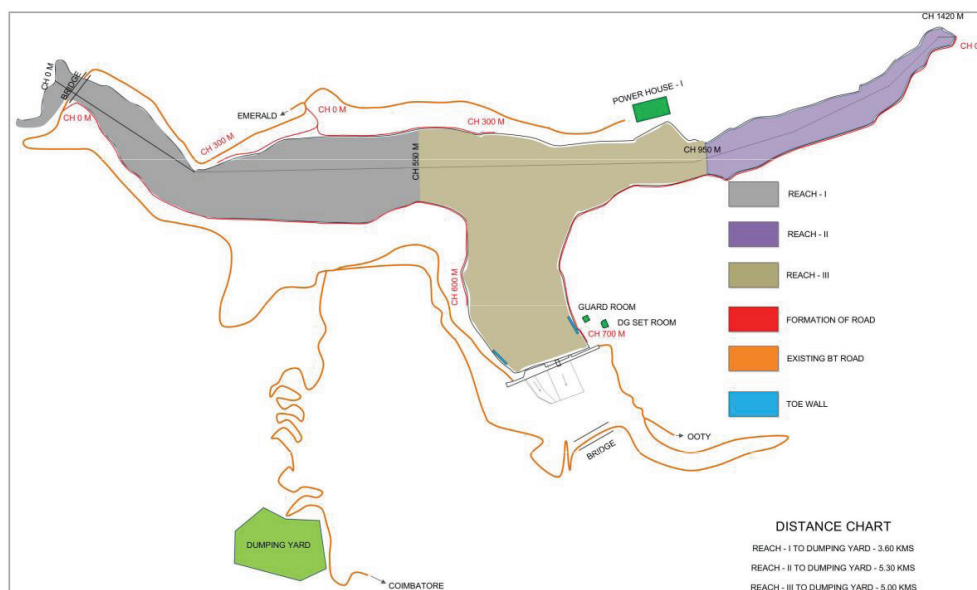 CH 1420 M
CH 0
CH 0 M
BRIDGE
CH 0 M
EMERALD
CH 0 M
CH 300 M
CH 300 M
POWER HOUSE - I
CH 550 M
CH 950 M
REACH - I
REACH - II
REACH - III
FORMATION OF ROAD
EXISTING BT ROAD
TOE WALL
CH 600 M
GUARD ROOM
DG SET ROOM
CH 700 M
OOTY
BRIDGE
DUMPING YARD
COIMBATORE
DISTANCE CHART
REACH - I TO DUMPING YARD - 3.60 KMS
REACH - II TO DUMPING YARD - 5.30 KMS
REACH - III TO DUMPING YARD - 5.00 KMS